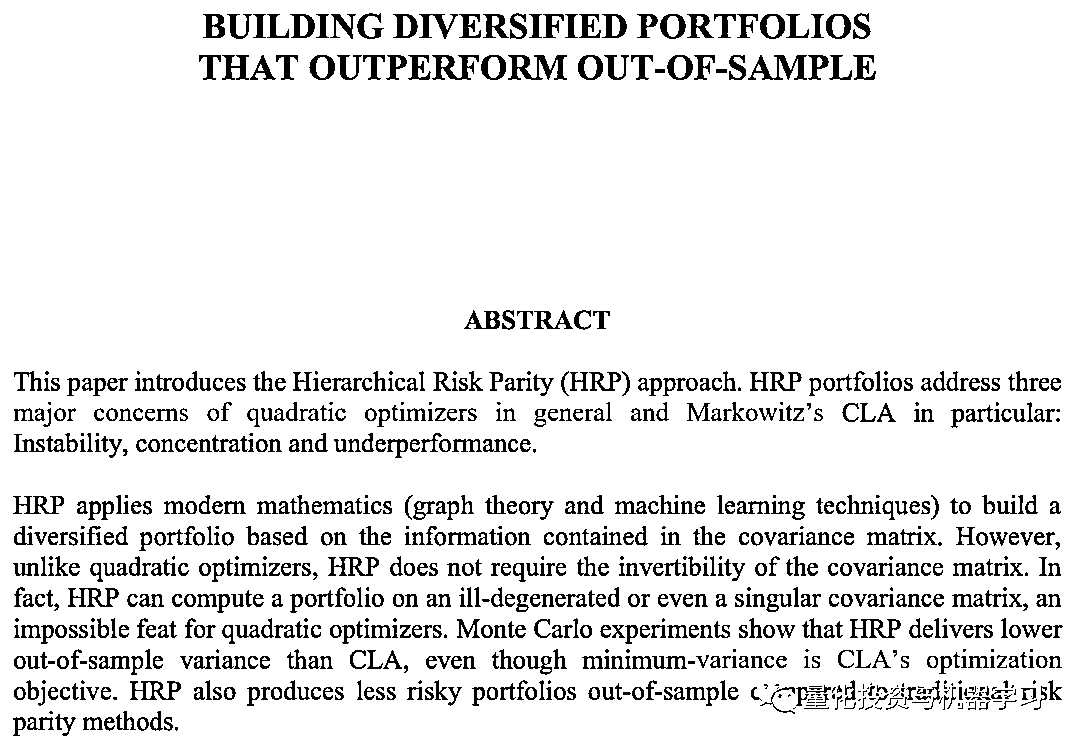 BUILDING DIVERSIFIED PORTFOLIOS
THAT OUTPERFORM OUT-OF-SAMPLE
ABSTRACT
This paper introduces the Hierarchical Risk Parity (HRP) approach. HRP portfolios address three
major concerns of quadratic optimizers in general and Markowitz’s CLA in particular:
Instability, concentration and underperformance.
HRP applies modern mathematics (graph theory and machine learning techniques) to build a
diversified portfolio based on the information contained in the covariance matrix. However,
unlike quadratic optimizers, HRP does not require the invertibility of the covariance matrix. In
fact, HRP can compute a portfolio on an ill-degenerated or even a singular covariance matrix, an
impossible feat for quadratic optimizers. Monte Carlo experiments show that HRP delivers lower
out-of-sample variance than CLA, even though minimum-variance is CLA’s optimization
objective. HRP also produces less risky portfolios out-of-sample compared to traditional risk
parity methods.
量化投资与机器学习